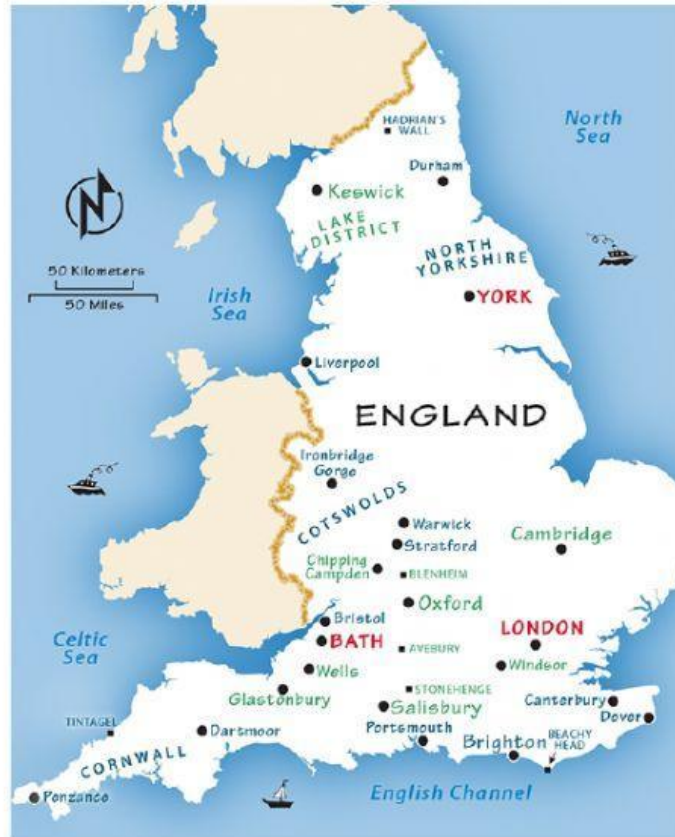 HADRIAN'S
WALL
North
Sea
Durham
N
Keswick
LAKE
DISTRICT
NORTH
YORKSHIRE
50 Kilometers
50 Miles
Irish
Sea
YORK
Liverpool
ENGLAND
Ironbridge
Gorge
COTSWOLDS
Warwick
Stratford
Cambridge
Chipping
Campden
BLENHEIM
Oxford
Bristol
BATH
LONDON
Celtic
Sea
AVEBURY
Wells
Windsor
Glastonbury
STONEHENGE
Salisbury
Canterbury
Dover
TINTAGEL
Dartmoor
Portsmouth
Brighton
BEACHY
HEAD
CORNWALL
Penzance
English Channel